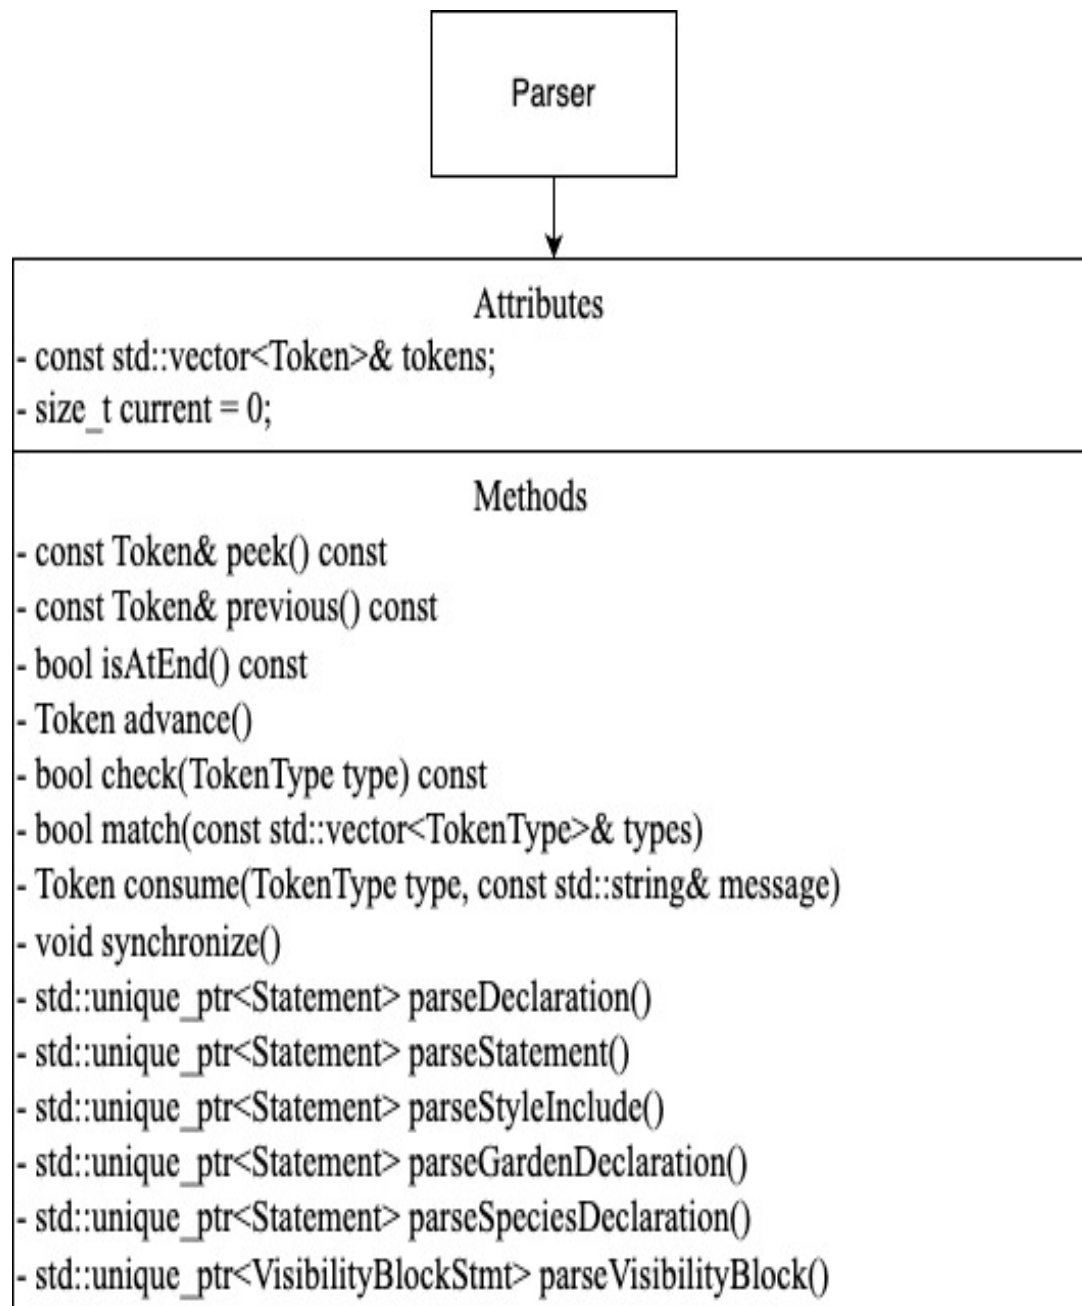 Parser
Attributes
- const std::vector<Token>& tokens;
- size_t current = 0;
Methods
- const Token& peek() const
- const Token& previous() const
- bool isAtEnd() const
- Token advance()
- bool check(TokenType type) const
- bool match(const std::vector<TokenType>& types)
- Token consume(TokenType type, const std::string& message)
- void synchronize()
- std::unique_ptr<Statement> parseDeclaration()
- std::unique_ptr<Statement> parseStatement()
- std::unique_ptr<Statement> parseStyleInclude()
- std::unique_ptr<Statement> parseGardenDeclaration()
- std::unique_ptr<Statement> parseSpeciesDeclaration()
- std::unique_ptr<VisibilityBlockStmt> parseVisibilityBlock()